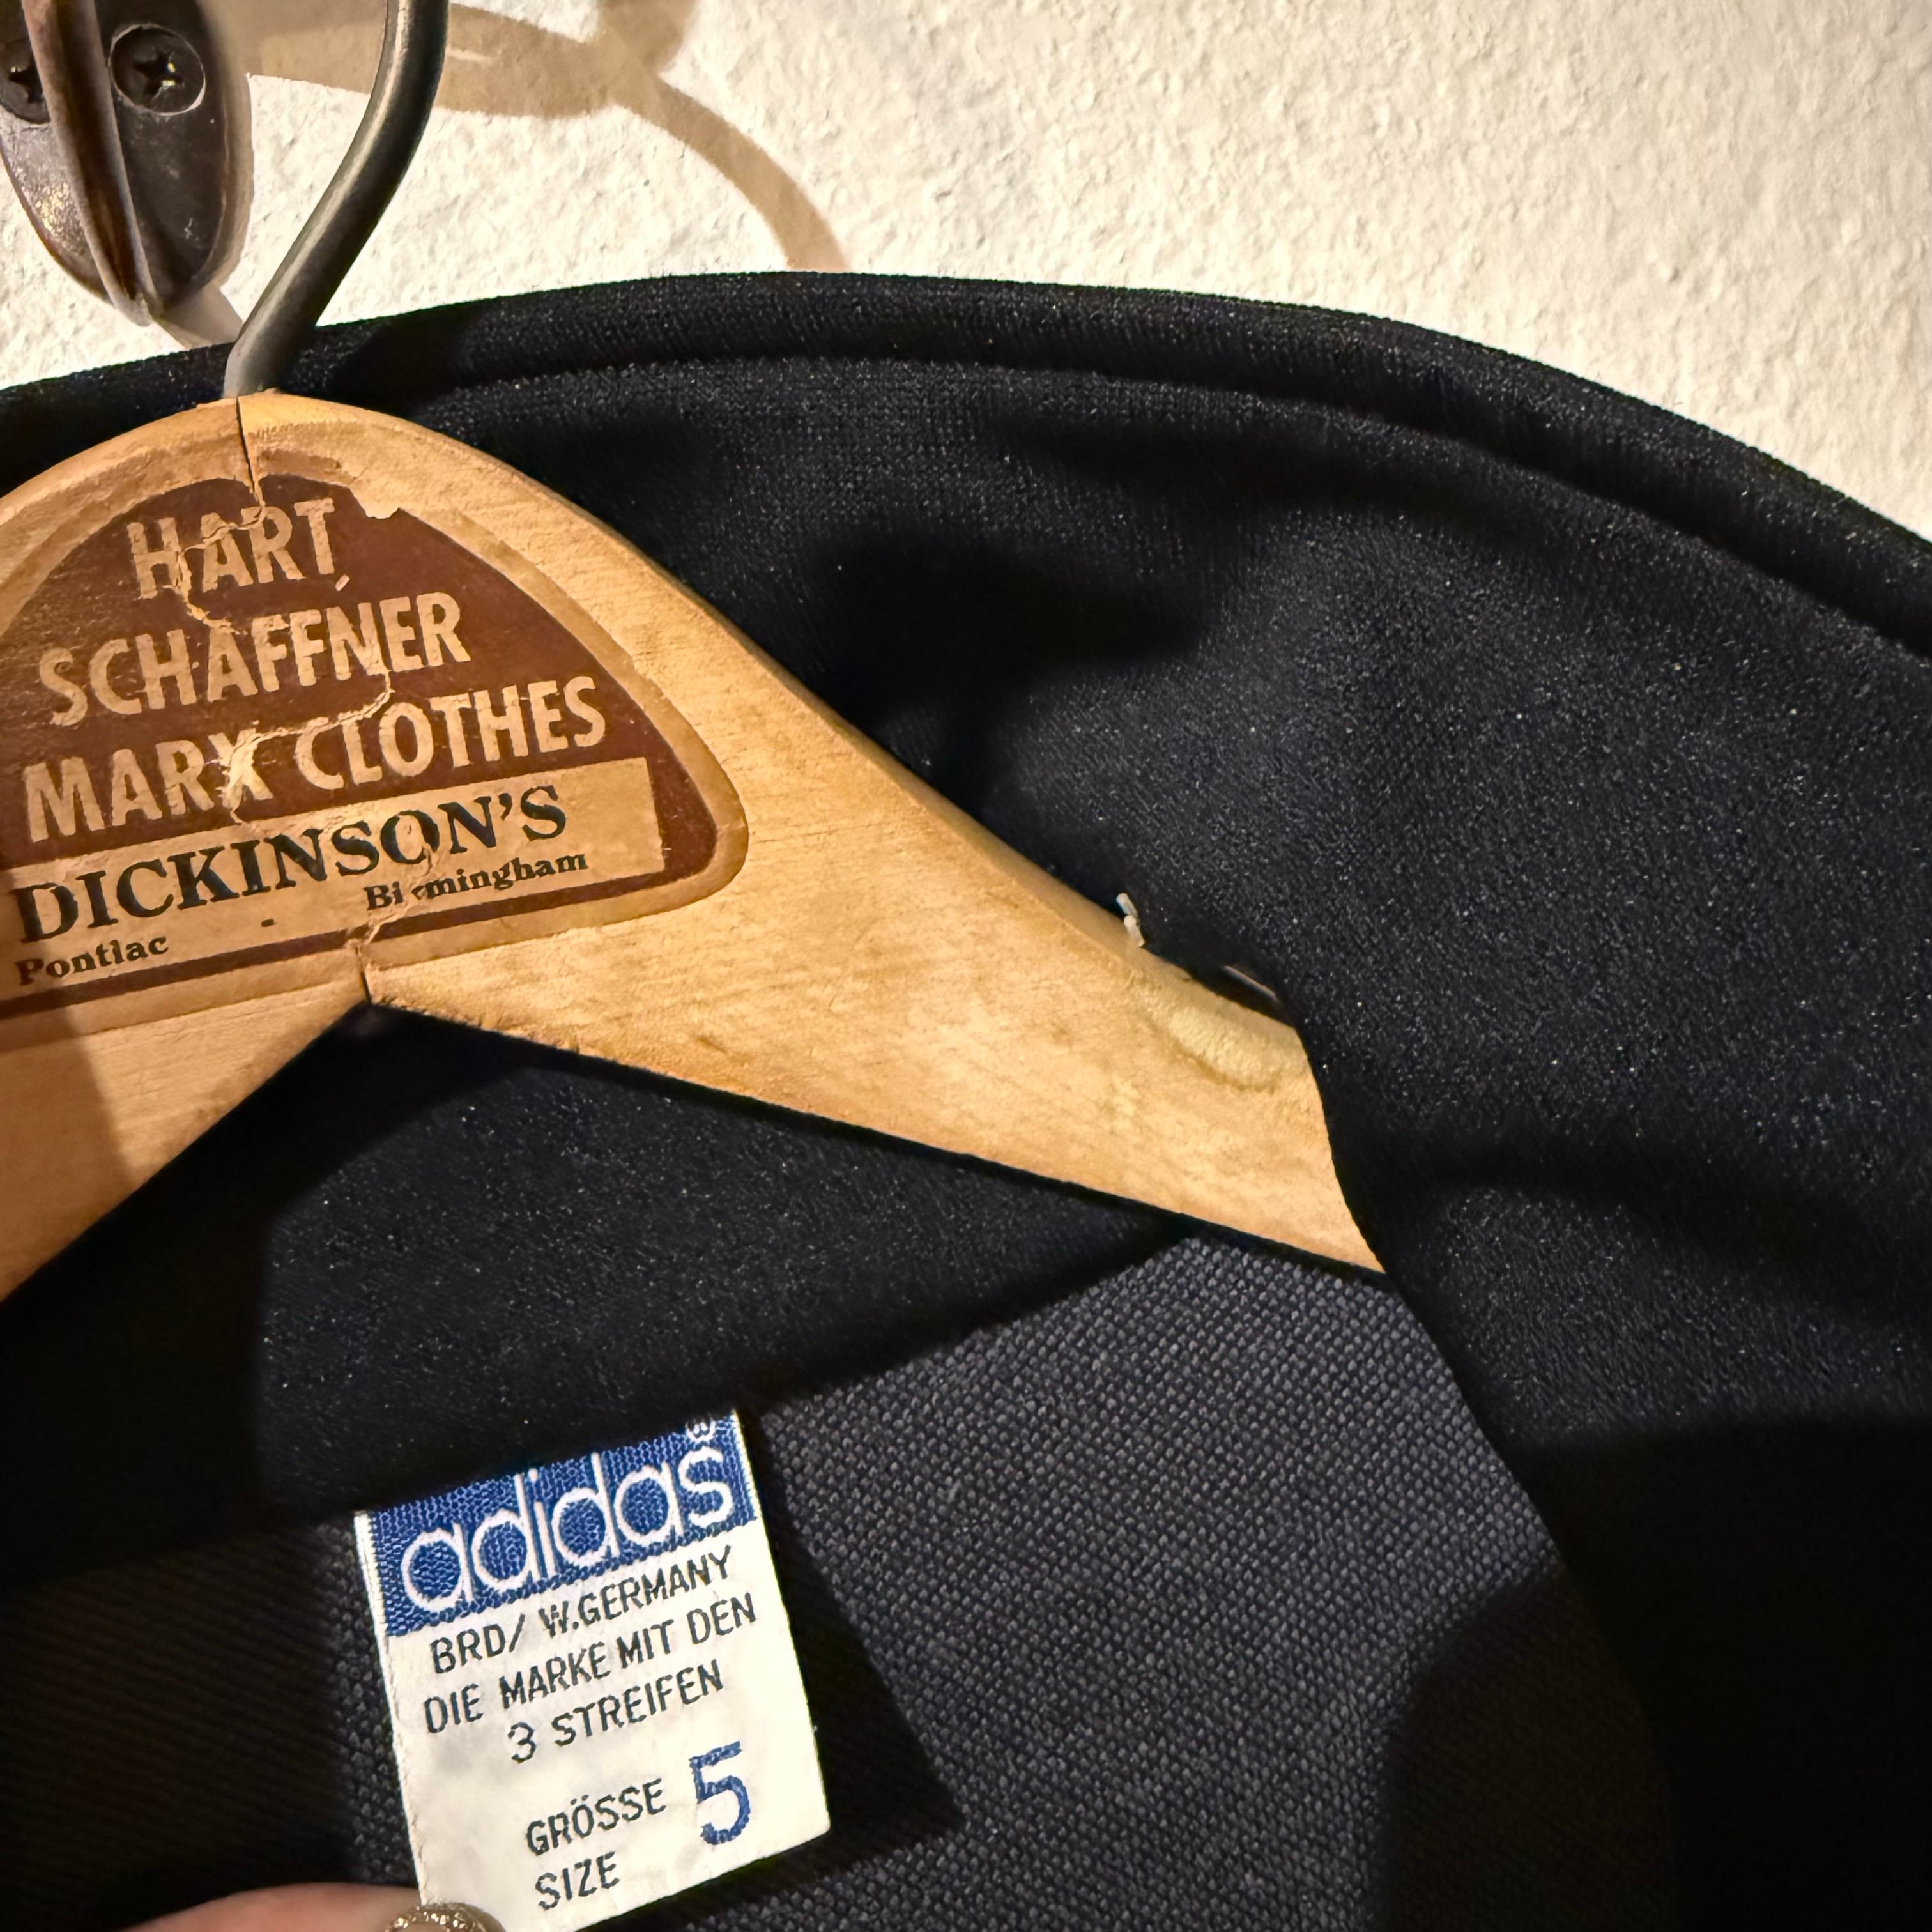 HART,
SCHAFFNER
MARX CLOTHES
DICKINSON'S
Pontiac - Birmingham
adidas®
BRD/ W.GERMANY
DIE MARKE MIT DEN
3 STREIFEN
GRÖSSE 5
SIZE